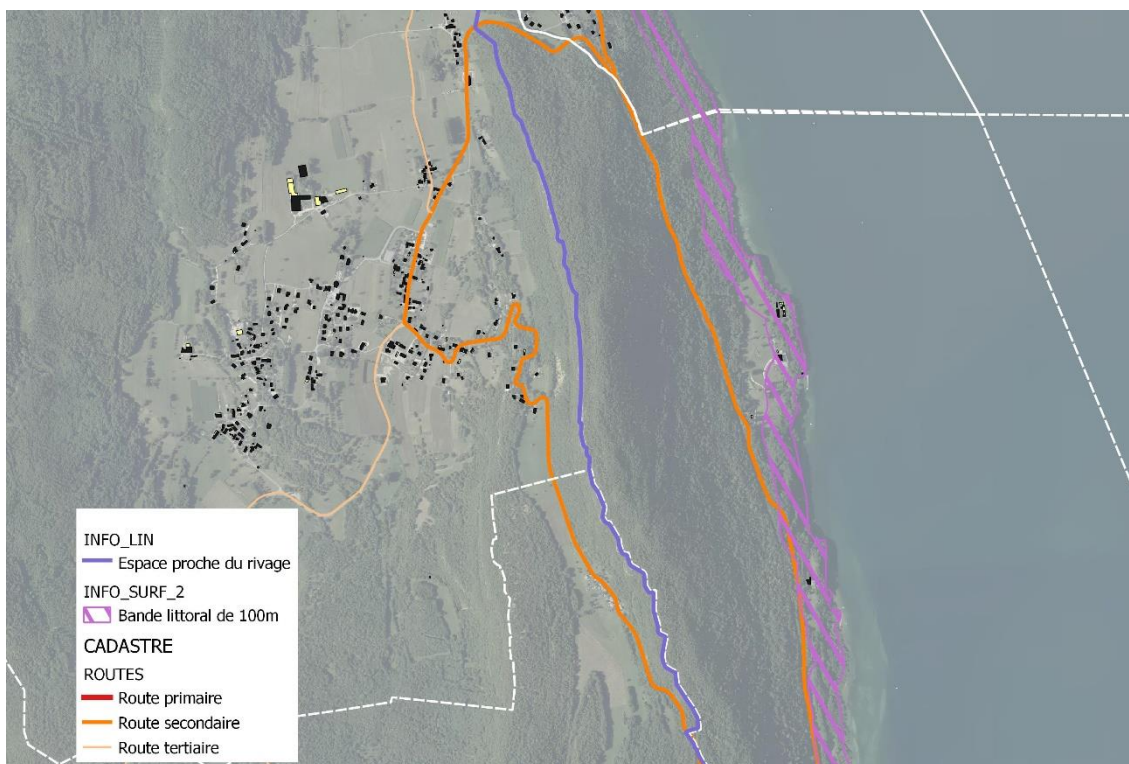 INFO_LIN
Espace proche du rivage
INFO_SURF_2
Bande littoral de 100m
CADASTRE
ROUTES
Route primaire
Route secondaire
Route tertiaire